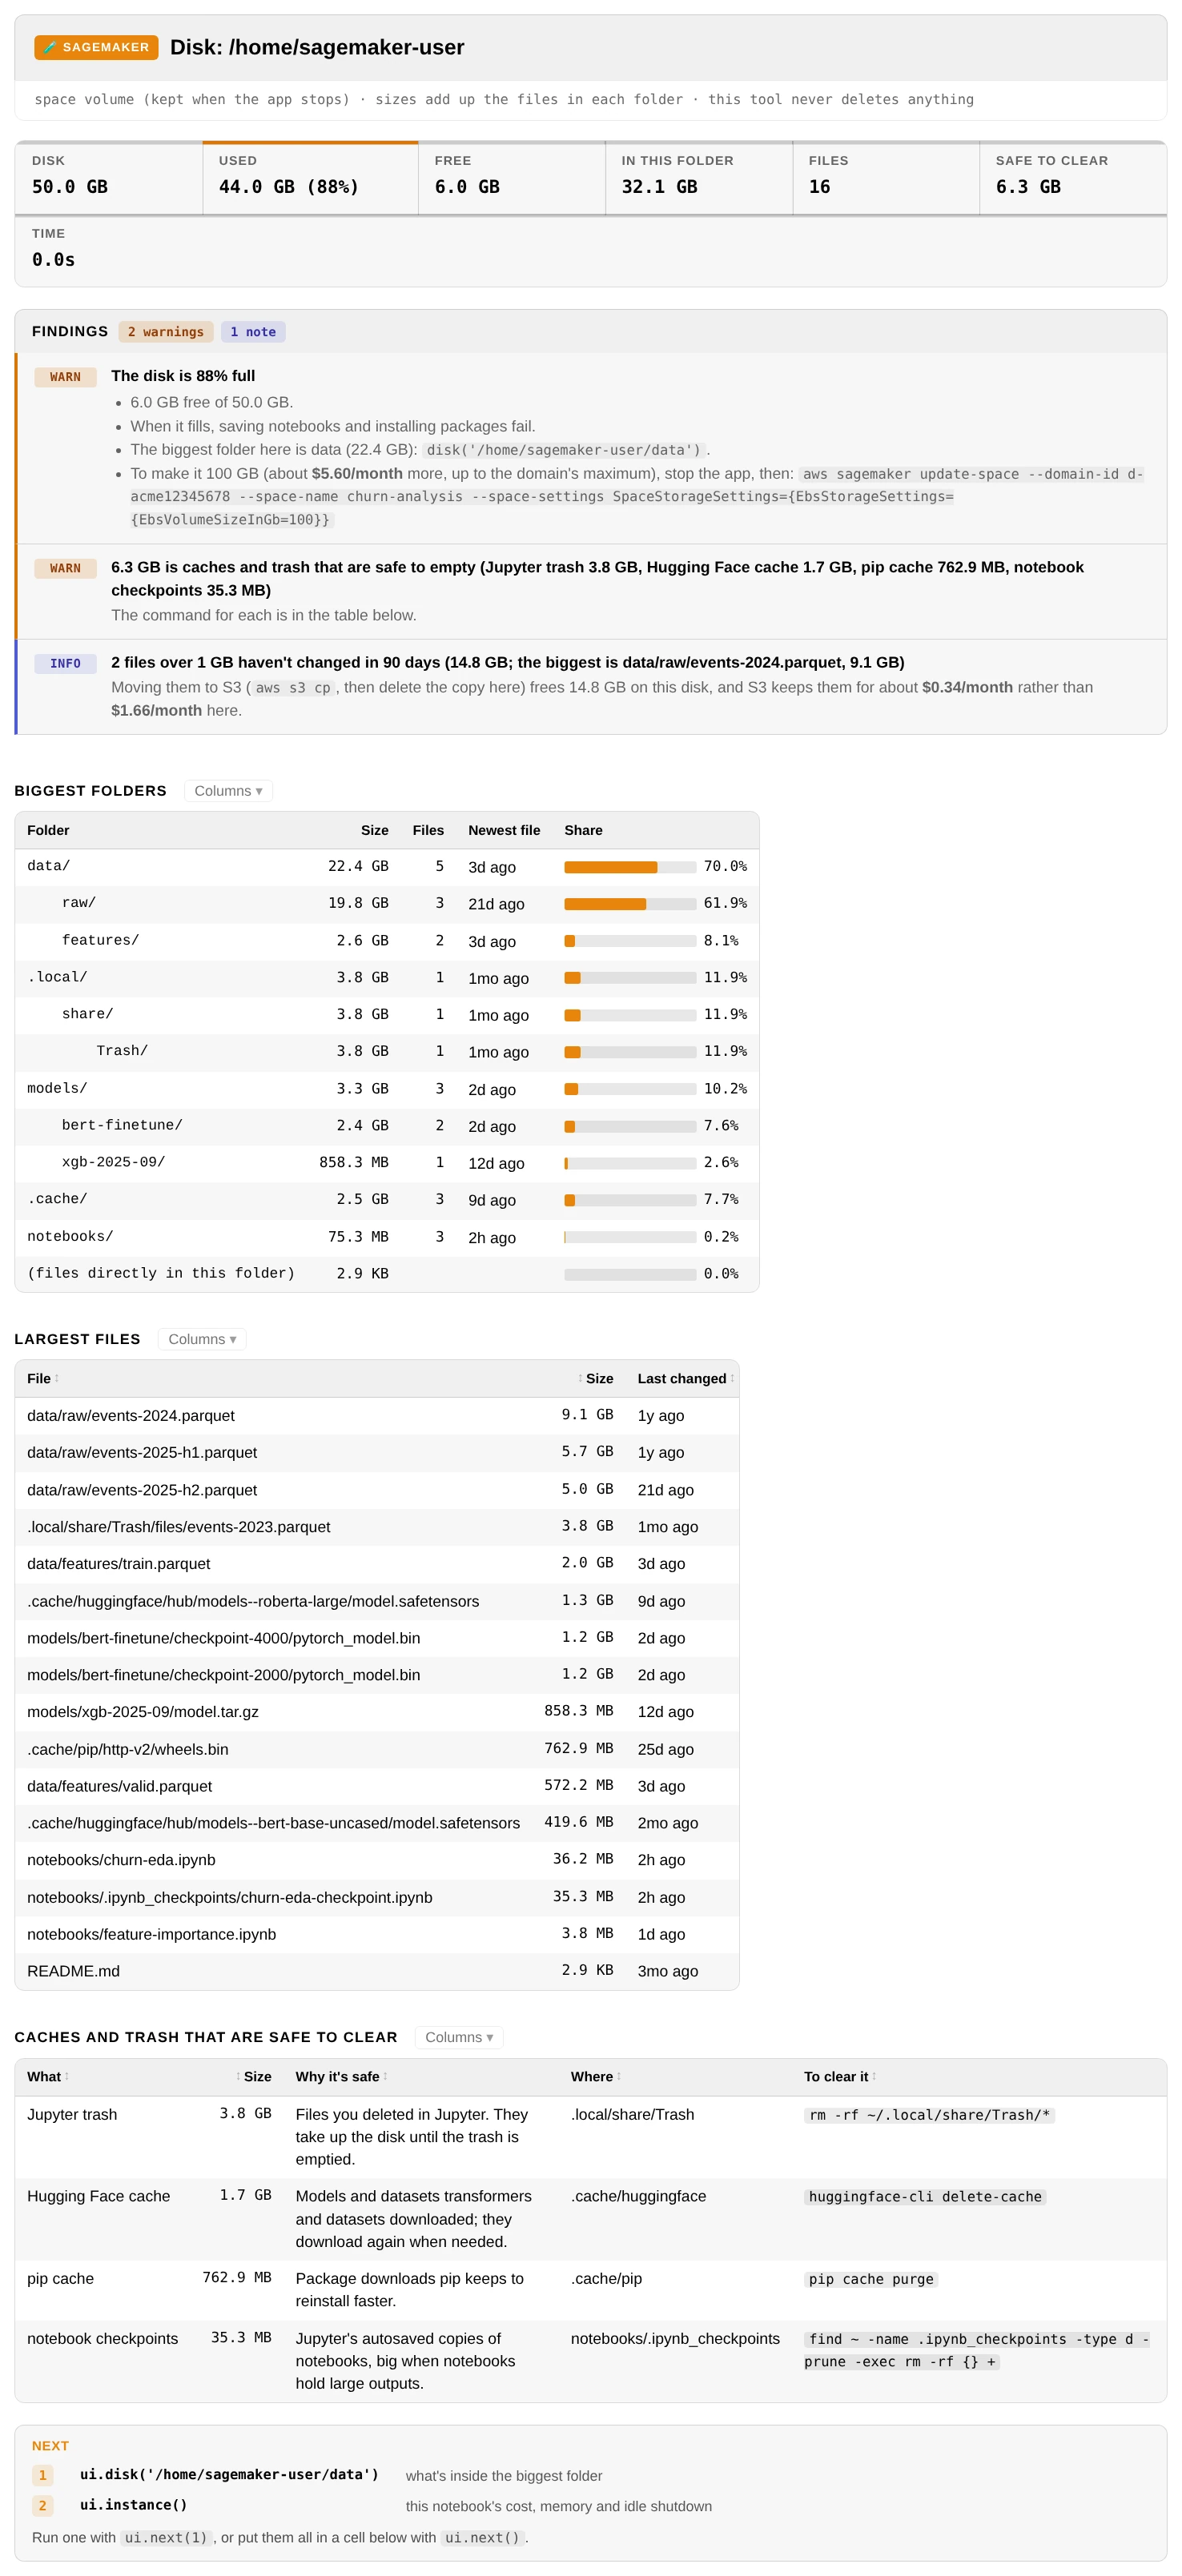 🧪 SAGEMAKER Disk: /home/sagemaker-user
space volume (kept when the app stops) · sizes add up the files in each folder · this tool never deletes anything
DISK USED FREE IN THIS FOLDER FILES SAFE TO CLEAR
50.0 GB 44.0 GB (88%) 6.0 GB 32.1 GB 16 6.3 GB
TIME
0.0s
FINDINGS 2 warnings 1 note
WARN The disk is 88% full
• 6.0 GB free of 50.0 GB.
• When it fills, saving notebooks and installing packages fail.
• The biggest folder here is data (22.4 GB): disk('/home/sagemaker-user/data').
• To make it 100 GB (about $5.60/month more, up to the domain's maximum), stop the app, then: aws sagemaker update-space --domain-id d-
acme12345678 --space-name churn-analysis --space-settings SpaceStorageSettings={EbsStorageSettings=
{EbsVolumeSizeInGb=100}}
WARN 6.3 GB is caches and trash that are safe to empty (Jupyter trash 3.8 GB, Hugging Face cache 1.7 GB, pip cache 762.9 MB, notebook
checkpoints 35.3 MB)
The command for each is in the table below.
INFO 2 files over 1 GB haven't changed in 90 days (14.8 GB; the biggest is data/raw/events-2024.parquet, 9.1 GB)
Moving them to S3 (aws s3 cp, then delete the copy here) frees 14.8 GB on this disk, and S3 keeps them for about $0.34/month rather than
$1.66/month here.
BIGGEST FOLDERS Columns ▾
Folder Size Files Newest file Share
data/ 22.4 GB 5 3d ago 70.0%
raw/ 19.8 GB 3 21d ago 61.9%
features/ 2.6 GB 2 3d ago 8.1%
.local/ 3.8 GB 1 1mo ago 11.9%
share/ 3.8 GB 1 1mo ago 11.9%
Trash/ 3.8 GB 1 1mo ago 11.9%
models/ 3.3 GB 3 2d ago 10.2%
bert-finetune/ 2.4 GB 2 2d ago 7.6%
xgb-2025-09/ 858.3 MB 1 12d ago 2.6%
.cache/ 2.5 GB 3 9d ago 7.7%
notebooks/ 75.3 MB 3 2h ago 0.2%
(files directly in this folder) 2.9 KB 0.0%
LARGEST FILES Columns ▾
File ↕ ↕ Size Last changed ↕
data/raw/events-2024.parquet 9.1 GB 1y ago
data/raw/events-2025-h1.parquet 5.7 GB 1y ago
data/raw/events-2025-h2.parquet 5.0 GB 21d ago
.local/share/Trash/files/events-2023.parquet 3.8 GB 1mo ago
data/features/train.parquet 2.0 GB 3d ago
.cache/huggingface/hub/models--roberta-large/model.safetensors 1.3 GB 9d ago
models/bert-finetune/checkpoint-4000/pytorch_model.bin 1.2 GB 2d ago
models/bert-finetune/checkpoint-2000/pytorch_model.bin 1.2 GB 2d ago
models/xgb-2025-09/model.tar.gz 858.3 MB 12d ago
.cache/pip/http-v2/wheels.bin 762.9 MB 25d ago
data/features/valid.parquet 572.2 MB 3d ago
.cache/huggingface/hub/models--bert-base-uncased/model.safetensors 419.6 MB 2mo ago
notebooks/churn-eda.ipynb 36.2 MB 2h ago
notebooks/.ipynb_checkpoints/churn-eda-checkpoint.ipynb 35.3 MB 2h ago
notebooks/feature-importance.ipynb 3.8 MB 1d ago
README.md 2.9 KB 3mo ago
CACHES AND TRASH THAT ARE SAFE TO CLEAR Columns ▾
What ↕ ↕ Size Why it's safe ↕ Where ↕ To clear it ↕
Jupyter trash 3.8 GB Files you deleted in Jupyter. They .local/share/Trash rm -rf ~/.local/share/Trash/*
take up the disk until the trash is
emptied.
Hugging Face cache 1.7 GB Models and datasets transformers .cache/huggingface huggingface-cli delete-cache
and datasets downloaded; they
download again when needed.
pip cache 762.9 MB Package downloads pip keeps to .cache/pip pip cache purge
reinstall faster.
notebook checkpoints 35.3 MB Jupyter's autosaved copies of notebooks/.ipynb_checkpoints find ~ -name .ipynb_checkpoints -type d -
notebooks, big when notebooks prune -exec rm -rf {} +
hold large outputs.
NEXT
1 ui.disk('/home/sagemaker-user/data') what's inside the biggest folder
2 ui.instance() this notebook's cost, memory and idle shutdown
Run one with ui.next(1), or put them all in a cell below with ui.next().